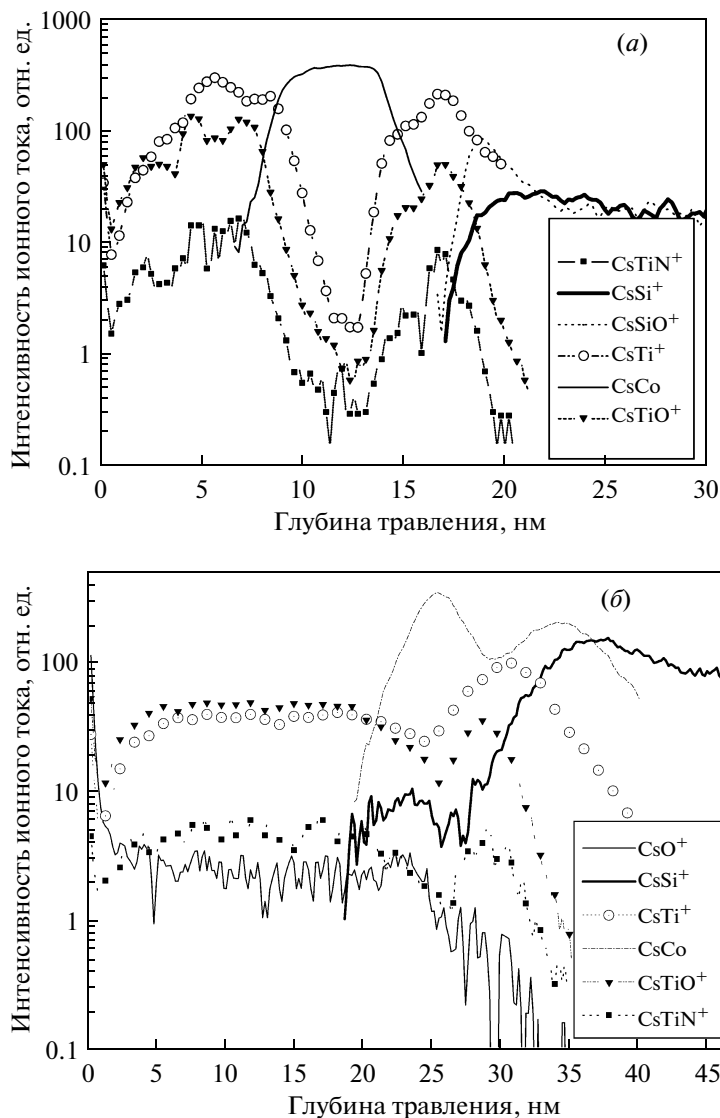 1000
(а)
100
10
1
0.1
Интенсивность ионного тока, отн. ед.
CsTiN⁺
CsSi⁺
CsSiO⁺
CsTi⁺
CsCo
CsTiO⁺
0 5 10 15 20 25 30
Глубина травления, нм
(б)
100
10
1
0.1
Интенсивность ионного тока, отн. ед.
CsO⁺
CsSi⁺
CsTi⁺
CsCo
CsTiO⁺
CsTiN⁺
0 5 10 15 20 25 30 35 40 45
Глубина травления, нм